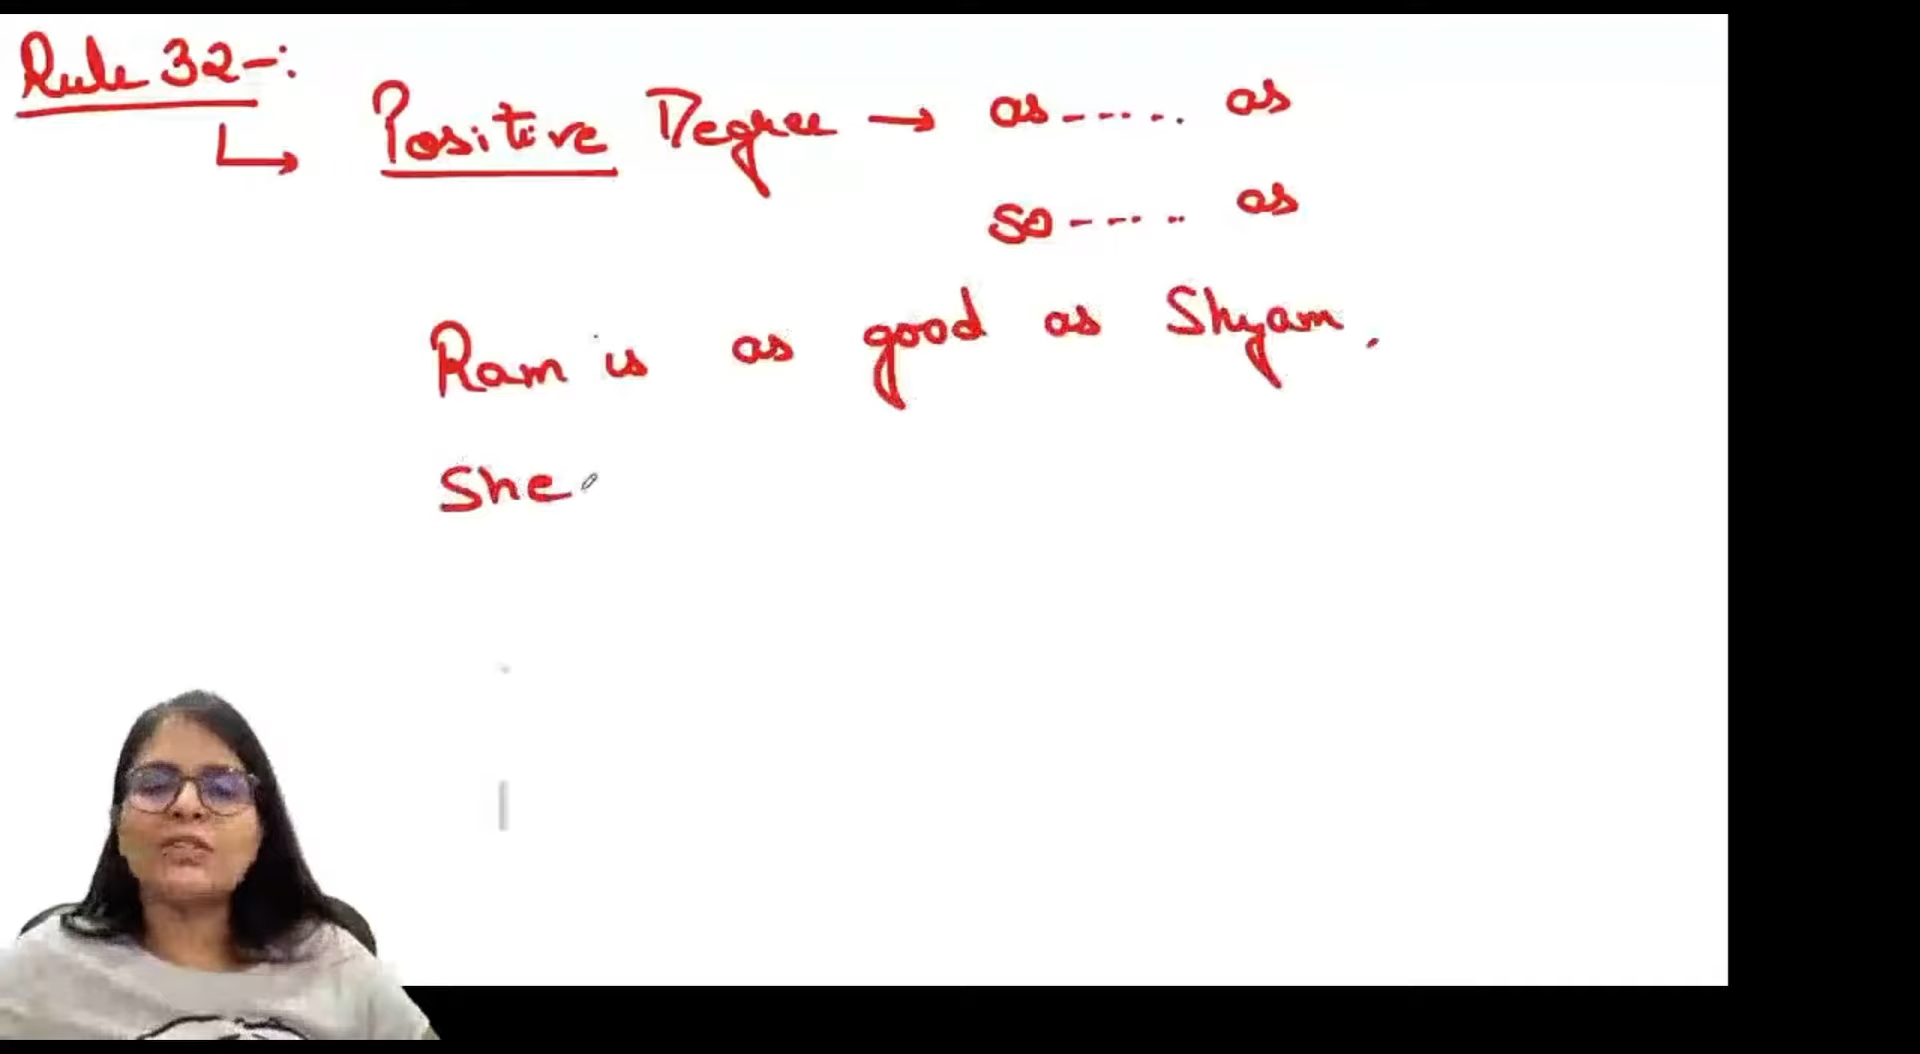 Rule 32-:
Positive Degree → as ..... as
so ..... as
Ram is as good as Shyam.
She